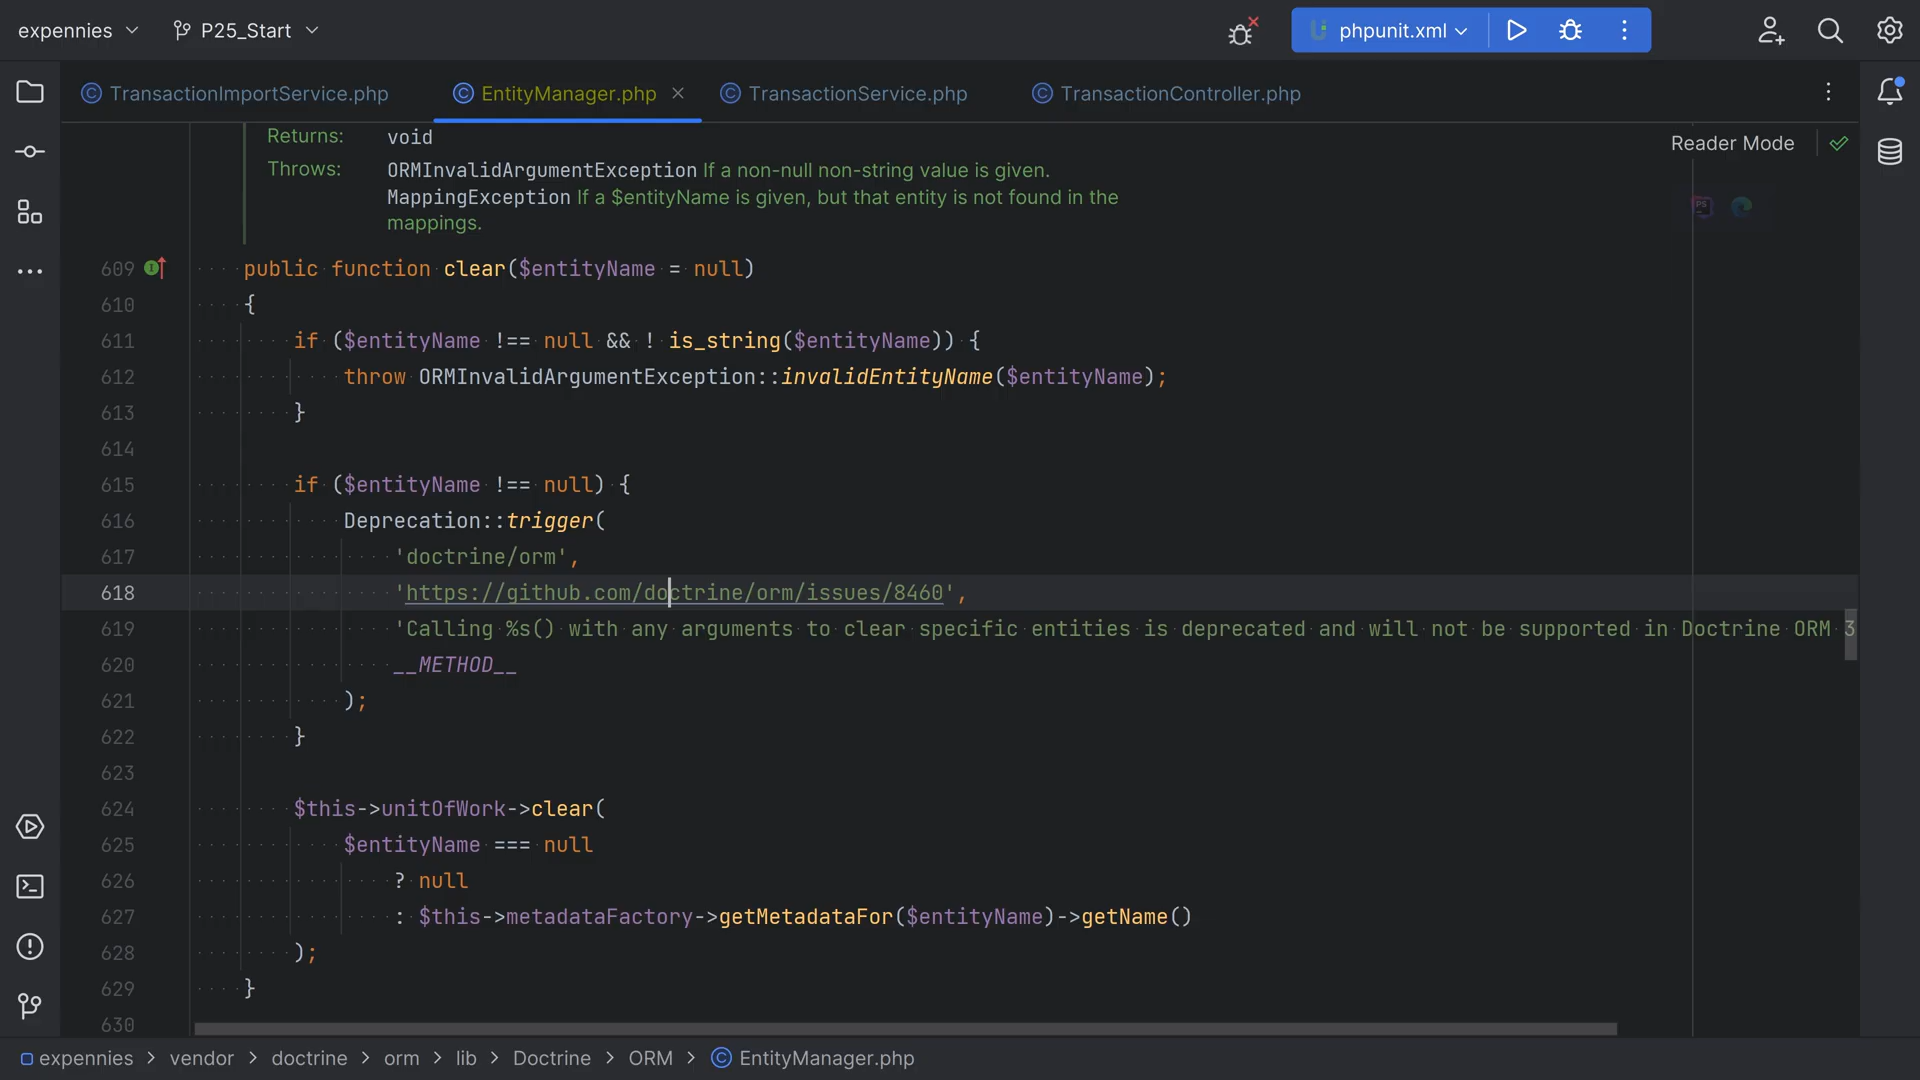 expennies P25_Start phpunit.xml
TransactionImportService.php EntityManager.php TransactionService.php TransactionController.php
Reader Mode
Returns: void
Throws: ORMInvalidArgumentException If a non-null non-string value is given.
MappingException If a $entityName is given, but that entity is not found in the
mappings.
609 public function clear($entityName = null)
610 {
611 if ($entityName !== null && ! is_string($entityName)) {
612 throw ORMInvalidArgumentException::invalidEntityName($entityName);
613 }
614
615 if ($entityName !== null) {
616 Deprecation::trigger(
617 'doctrine/orm',
618 'https://github.com/doctrine/orm/issues/8460',
619 'Calling %s() with any arguments to clear specific entities is deprecated and will not be supported in Doctrine ORM 3
620 __METHOD__
621 );
622 }
623
624 $this->unitOfWork->clear(
625 $entityName === null
626 ? null
627 : $this->metadataFactory->getMetadataFor($entityName)->getName()
628 );
629 }
630
expennies > vendor > doctrine > orm > lib > Doctrine > ORM > EntityManager.php